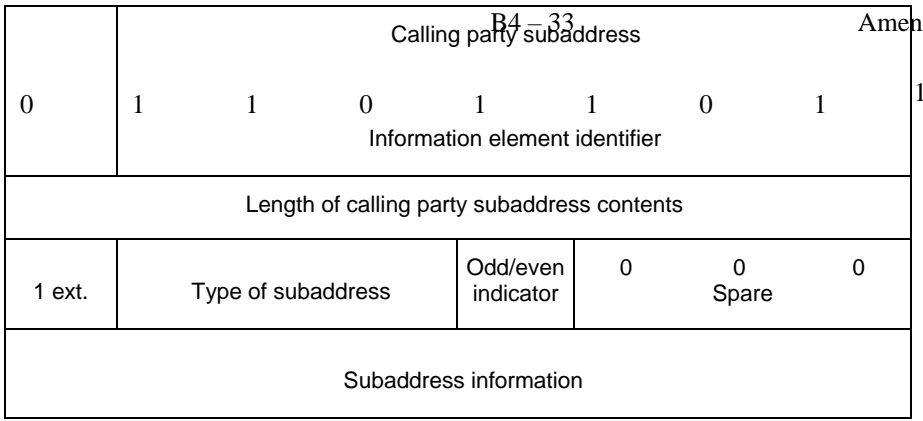 B4 – 33 Amen
Calling party subaddress
0 1 1 0 1 1 0 1 1
Information element identifier
Length of calling party subaddress contents
1 ext. Type of subaddress Odd/even indicator 0 0 0
Spare
Subaddress information